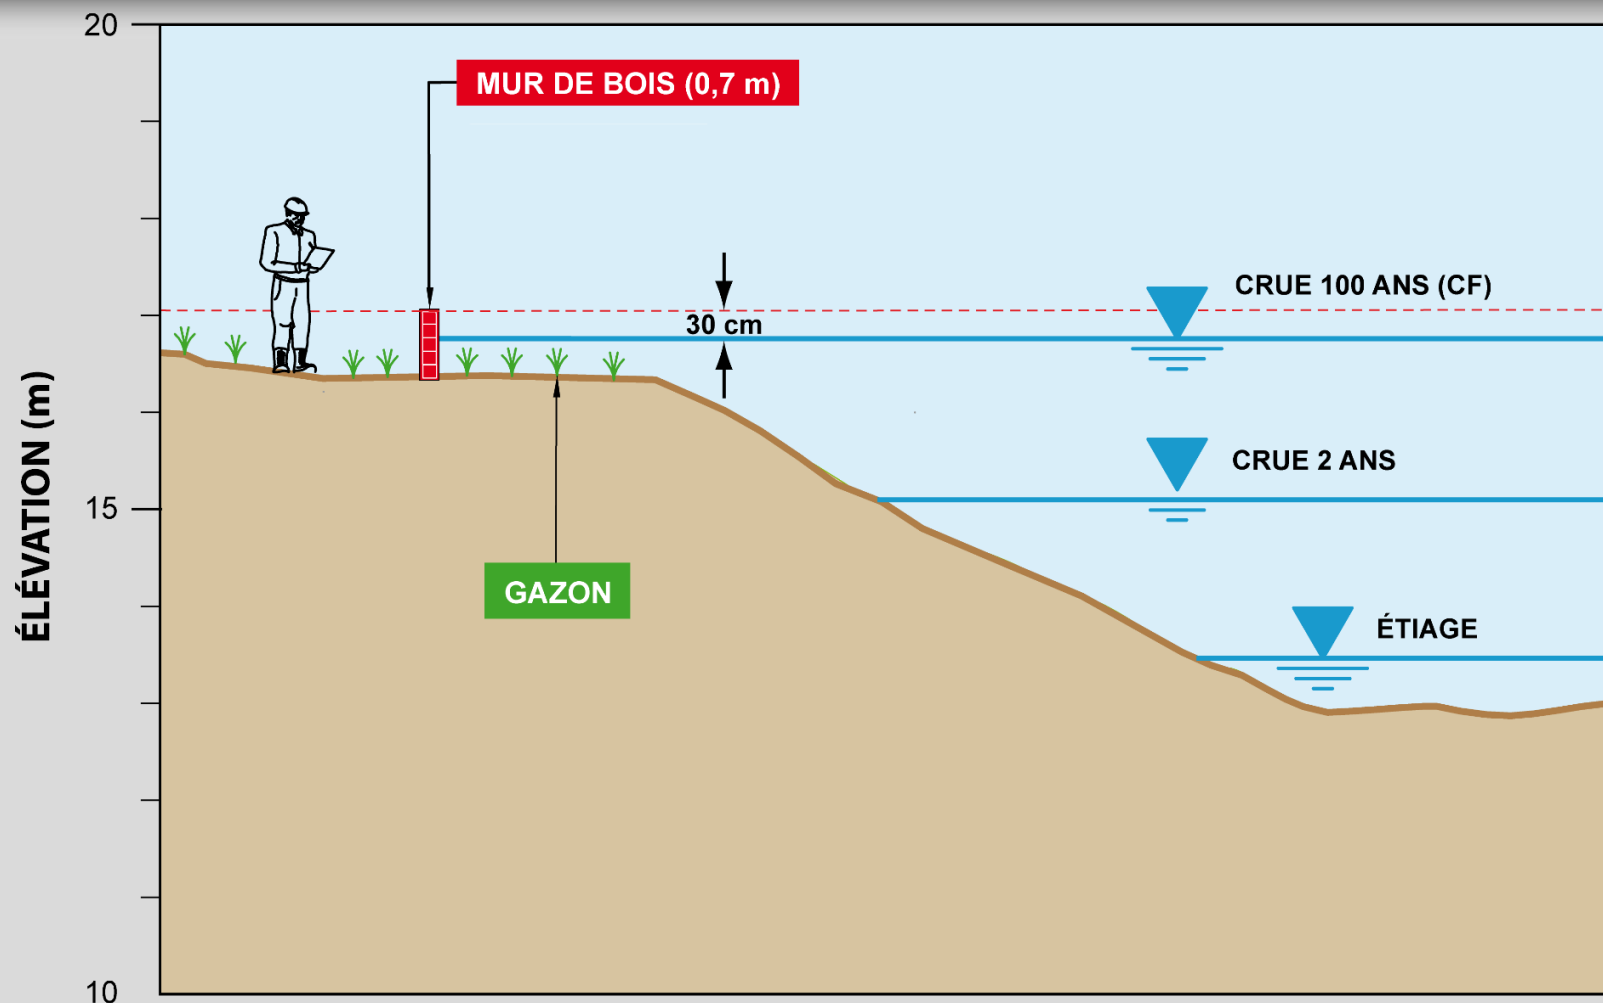 20
MUR DE BOIS (0,7 m)
CRUE 100 ANS (CF)
30 cm
CRUE 2 ANS
ÉLÉVATION (m)
15
GAZON
ÉTIAGE
10